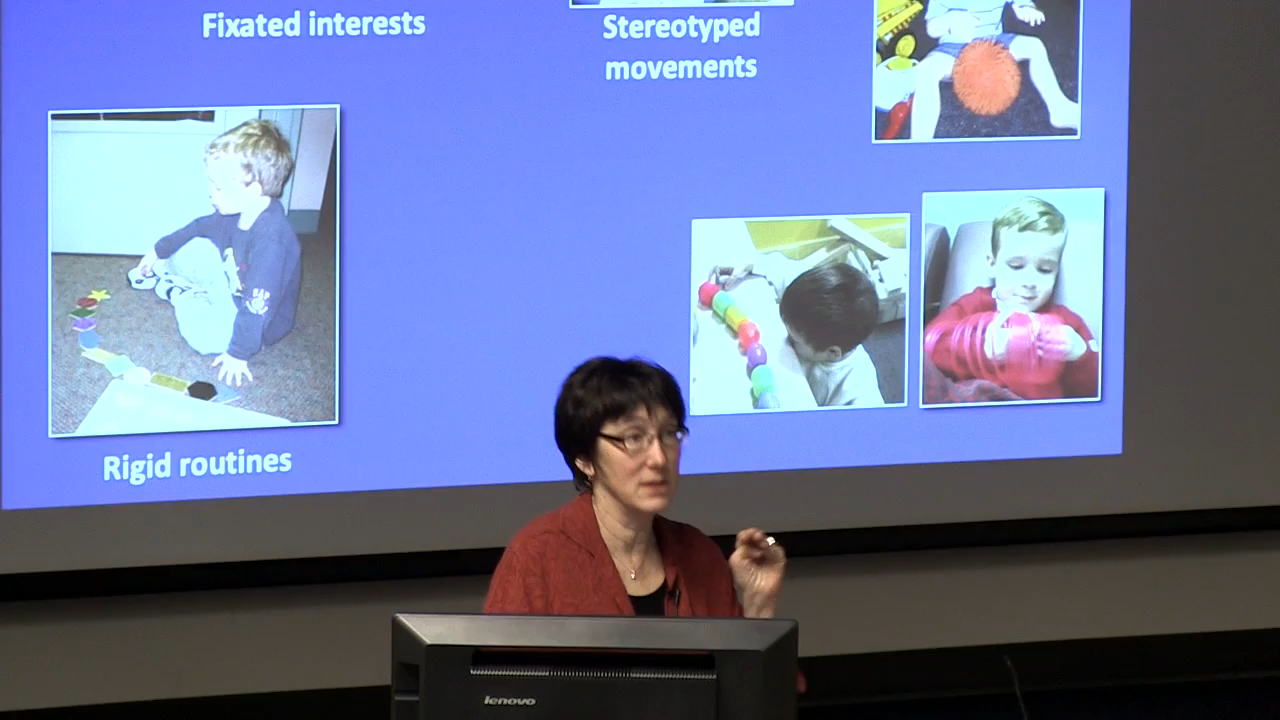 Fixated interests
Stereotyped
movements
Rigid routines
lenovo